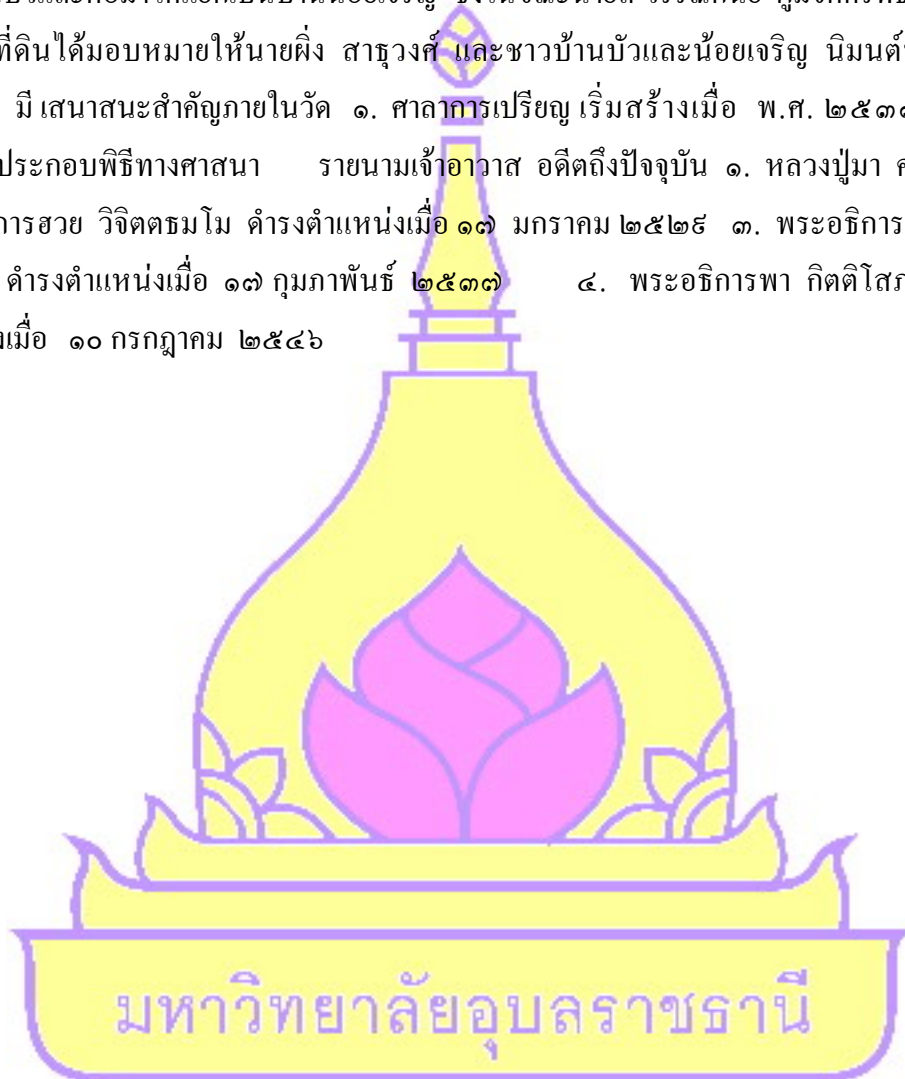 ที่ดินได้มอบหมายให้นายผิ่ง สาธุวงศ์ และชาวบ้านบัวและน้อยเจริญ นิมนต์
มี เสนาสนะสำคัญภายในวัด ๑. ศาลาการเปรียญ เริ่มสร้างเมื่อ พ.ศ. ๒๕๓๙
ประกอบพิธีทางศาสนา รายนามเจ้าอาวาส อดีตถึงปัจจุบัน ๑. หลวงปู่มา
การฮวย วิจิตตธมโม ดำรงตำแหน่งเมื่อ ๑๗ มกราคม ๒๕๒๙ ๓. พระอธิการ
ดำรงตำแหน่งเมื่อ ๑๗ กุมภาพันธ์ ๒๕๓๗ ๔. พระอธิการพา กิตติโสภ
เมื่อ ๑๐ กรกฎาคม ๒๕๔๖
มหาวิทยาลัยอุบลราชธานี